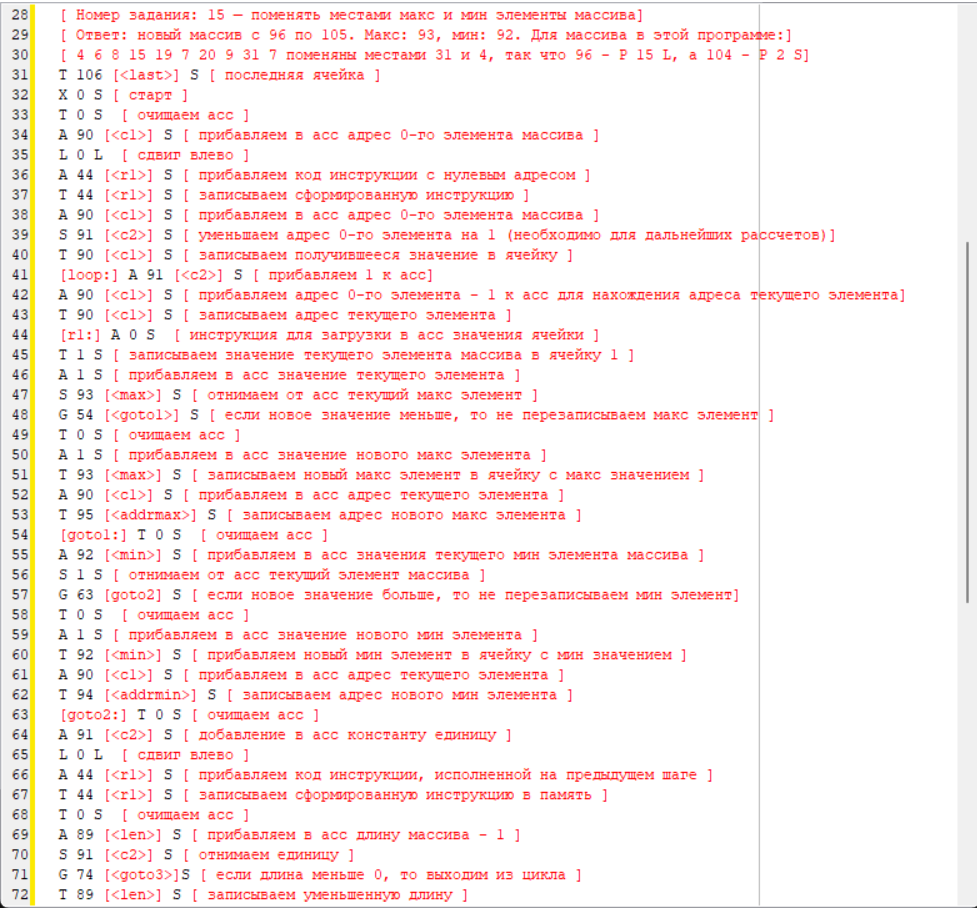 28 [ Номер задания: 15 — поменять местами макс и мин элементы массива]
29 [ Ответ: новый массив с 96 по 105. Макс: 93, мин: 92. Для массива в этой программе:]
30 [ 4 6 8 15 19 7 20 9 31 7 поменяны местами 31 и 4, так что 96 - P 15 L, а 104 - P 2 S]
31 T 106 [<last>] S [ последняя ячейка ]
32 X 0 S [ старт ]
33 T 0 S [ очищаем acc ]
34 A 90 [<c1>] S [ прибавляем в acc адрес 0-го элемента массива ]
35 L 0 L [ сдвиг влево ]
36 A 44 [<r1>] S [ прибавляем код инструкции с нулевым адресом ]
37 T 44 [<r1>] S [ записываем сформированную инструкцию ]
38 A 90 [<c1>] S [ прибавляем в acc адрес 0-го элемента массива ]
39 S 91 [<c2>] S [ уменьшаем адрес 0-го элемента на 1 (необходимо для дальнейших рассчетов)]
40 T 90 [<c1>] S [ записываем получившееся значение в ячейку ]
41 [loop:] A 91 [<c2>] S [ прибавляем 1 к acc]
42 A 90 [<c1>] S [ прибавляем адрес 0-го элемента - 1 к acc для нахождения адреса текущего элемента]
43 T 90 [<c1>] S [ записываем адрес текущего элемента ]
44 [r1:] A 0 S [ инструкция для загрузки в acc значения ячейки ]
45 T 1 S [ записываем значение текущего элемента массива в ячейку 1 ]
46 A 1 S [ прибавляем в acc значение текущего элемента ]
47 S 93 [<max>] S [ отнимаем от acc текущий макс элемент ]
48 G 54 [<goto1>] S [ если новое значение меньше, то не перезаписываем макс элемент ]
49 T 0 S [ очищаем acc ]
50 A 1 S [ прибавляем в acc значение нового макс элемента ]
51 T 93 [<max>] S [ записываем новый макс элемент в ячейку с макс значением ]
52 A 90 [<c1>] S [ прибавляем в acc адрес текущего элемента ]
53 T 95 [<addrmax>] S [ записываем адрес нового макс элемента ]
54 [goto1:] T 0 S [ очищаем acc ]
55 A 92 [<min>] S [ прибавляем в acc значения текущего мин элемента массива ]
56 S 1 S [ отнимаем от acc текущий элемент массива ]
57 G 63 [goto2] S [ если новое значение больше, то не перезаписываем мин элемент]
58 T 0 S [ очищаем acc ]
59 A 1 S [ прибавляем в acc значение нового мин элемента ]
60 T 92 [<min>] S [ прибавляем новый мин элемент в ячейку с мин значением ]
61 A 90 [<c1>] S [ прибавляем в acc адрес текущего элемента ]
62 T 94 [<addrmin>] S [ записываем адрес нового мин элемента ]
63 [goto2:] T 0 S [ очищаем acc ]
64 A 91 [<c2>] S [ добавление в acc константу единицу ]
65 L 0 L [ сдвиг влево ]
66 A 44 [<r1>] S [ прибавляем код инструкции, исполненной на предыдущем шаге ]
67 T 44 [<r1>] S [ записываем сформированную инструкцию в память ]
68 T 0 S [ очищаем acc ]
69 A 89 [<len>] S [ прибавляем в acc длину массива - 1 ]
70 S 91 [<c2>] S [ отнимаем единицу ]
71 G 74 [<goto3>]S [ если длина меньше 0, то выходим из цикла ]
72 T 89 [<len>] S [ записываем уменьшенную длину ]